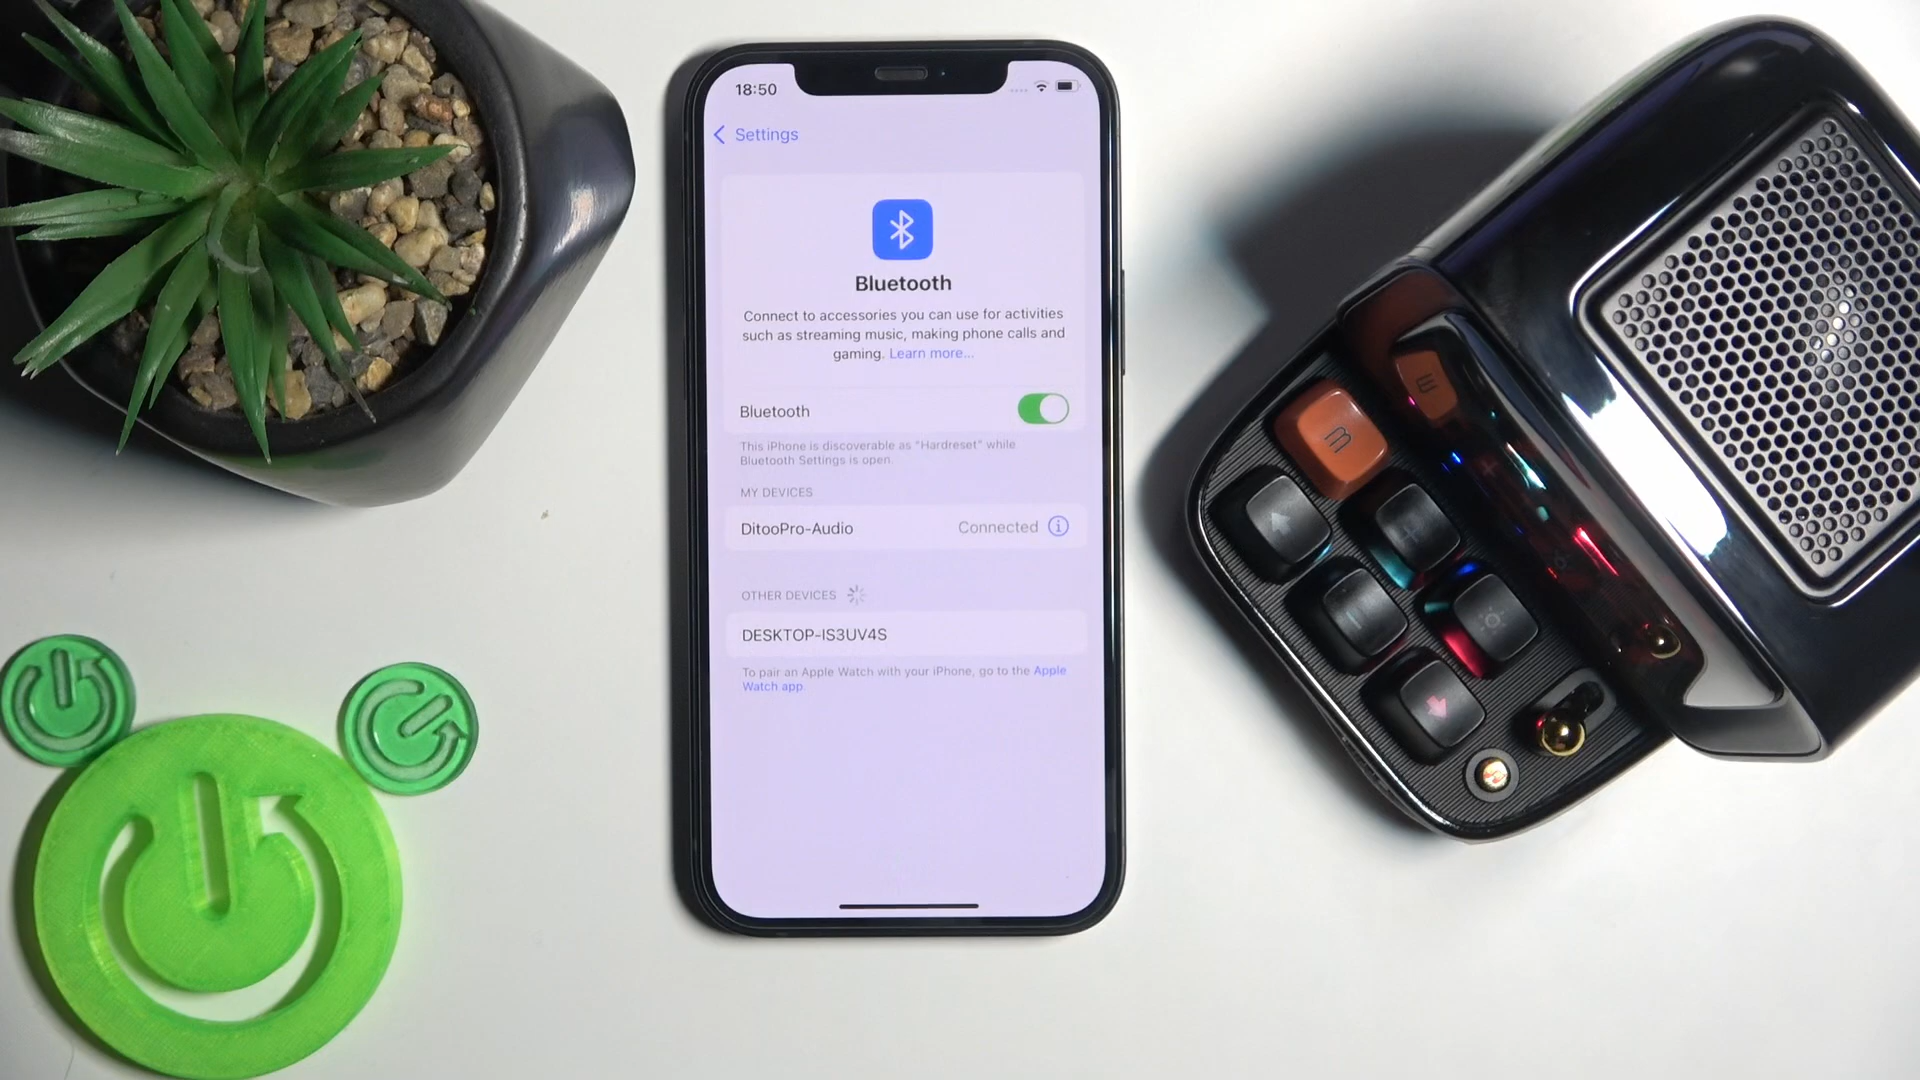 18:50
Settings
Bluetooth
Connect to accessories you can use for activities
such as streaming music, making phone calls and
gaming. Learn more...
Bluetooth
This iPhone is discoverable as "Hardreset" while
Bluetooth Settings is open.
MY DEVICES
DitooPro-Audio Connected
OTHER DEVICES
DESKTOP-IS3UV4S
To pair an Apple Watch with your iPhone, go to the Apple
Watch app.
M